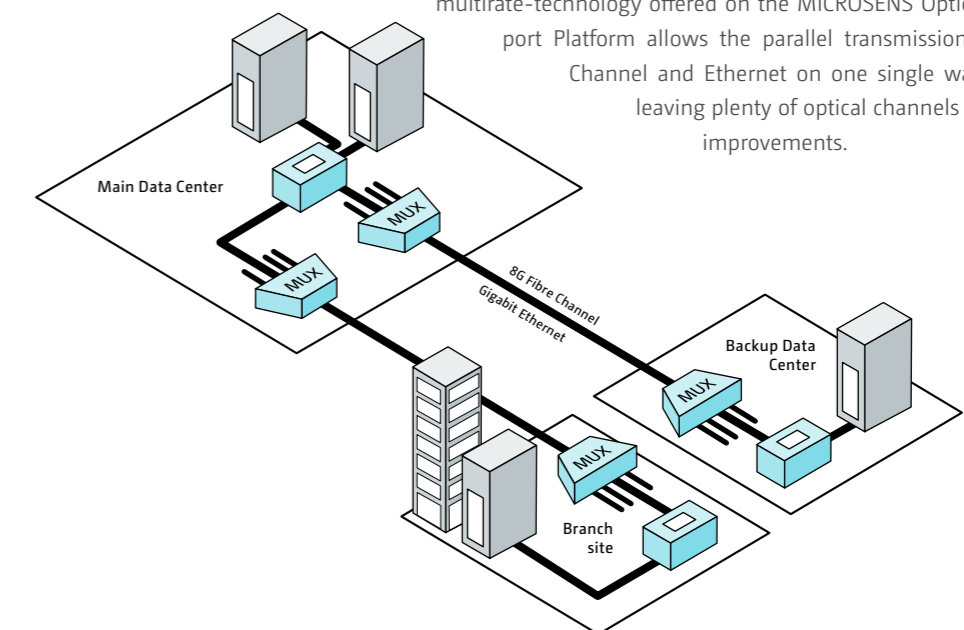 multirate-technology offered on the MICROSENS Optic
port Platform allows the parallel transmission
Channel and Ethernet on one single wa
leaving plenty of optical channels
improvements.
Main Data Center
MUX
MUX
8G Fibre Channel
Gigabit Ethernet
Backup Data
Center
MUX
MUX
Branch
site